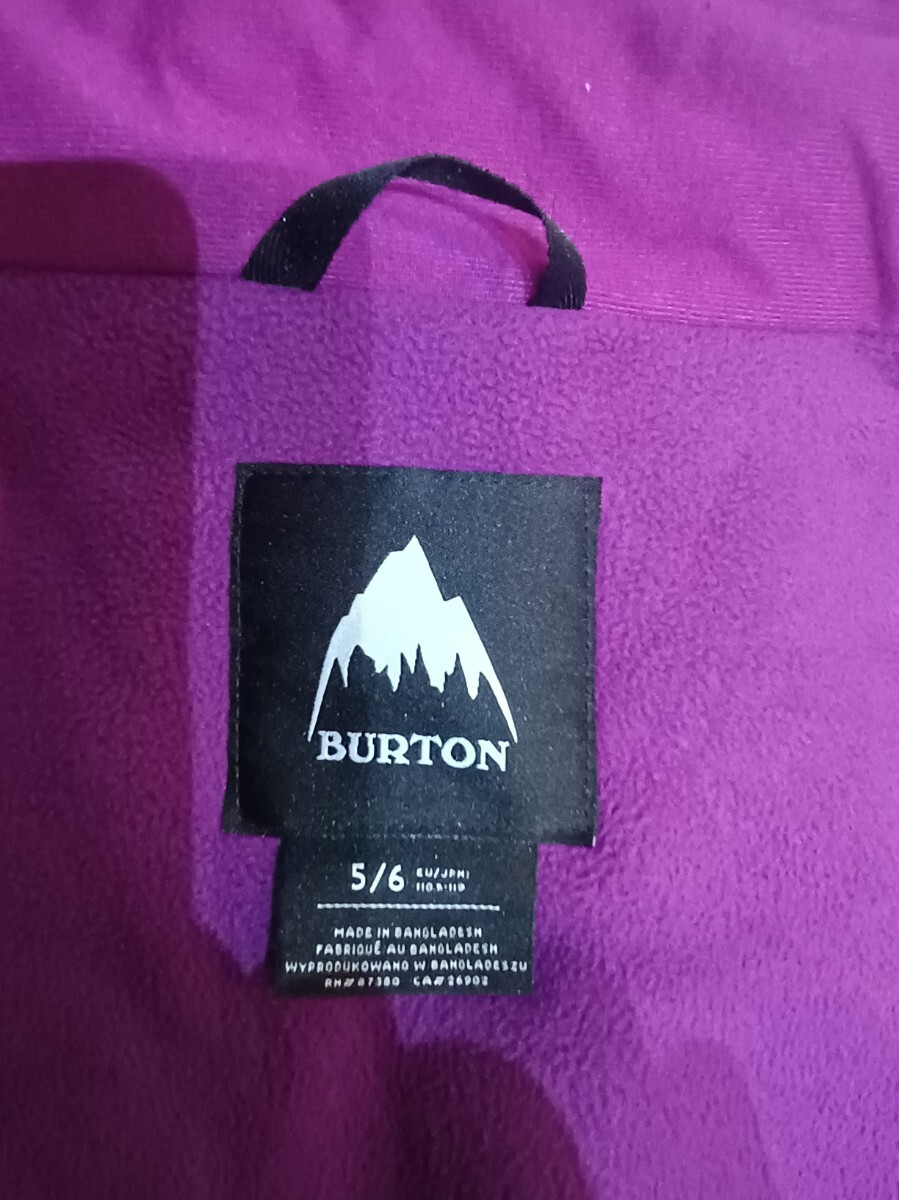 BURTON
5/6 EU/JPN:
110.5-119
MADE IN BANGLADESH
FABRIQUÉ AU BANGLADESH
WYPRODUKOWANO W BANGLADESZU
RN# 87380 CA# 26902